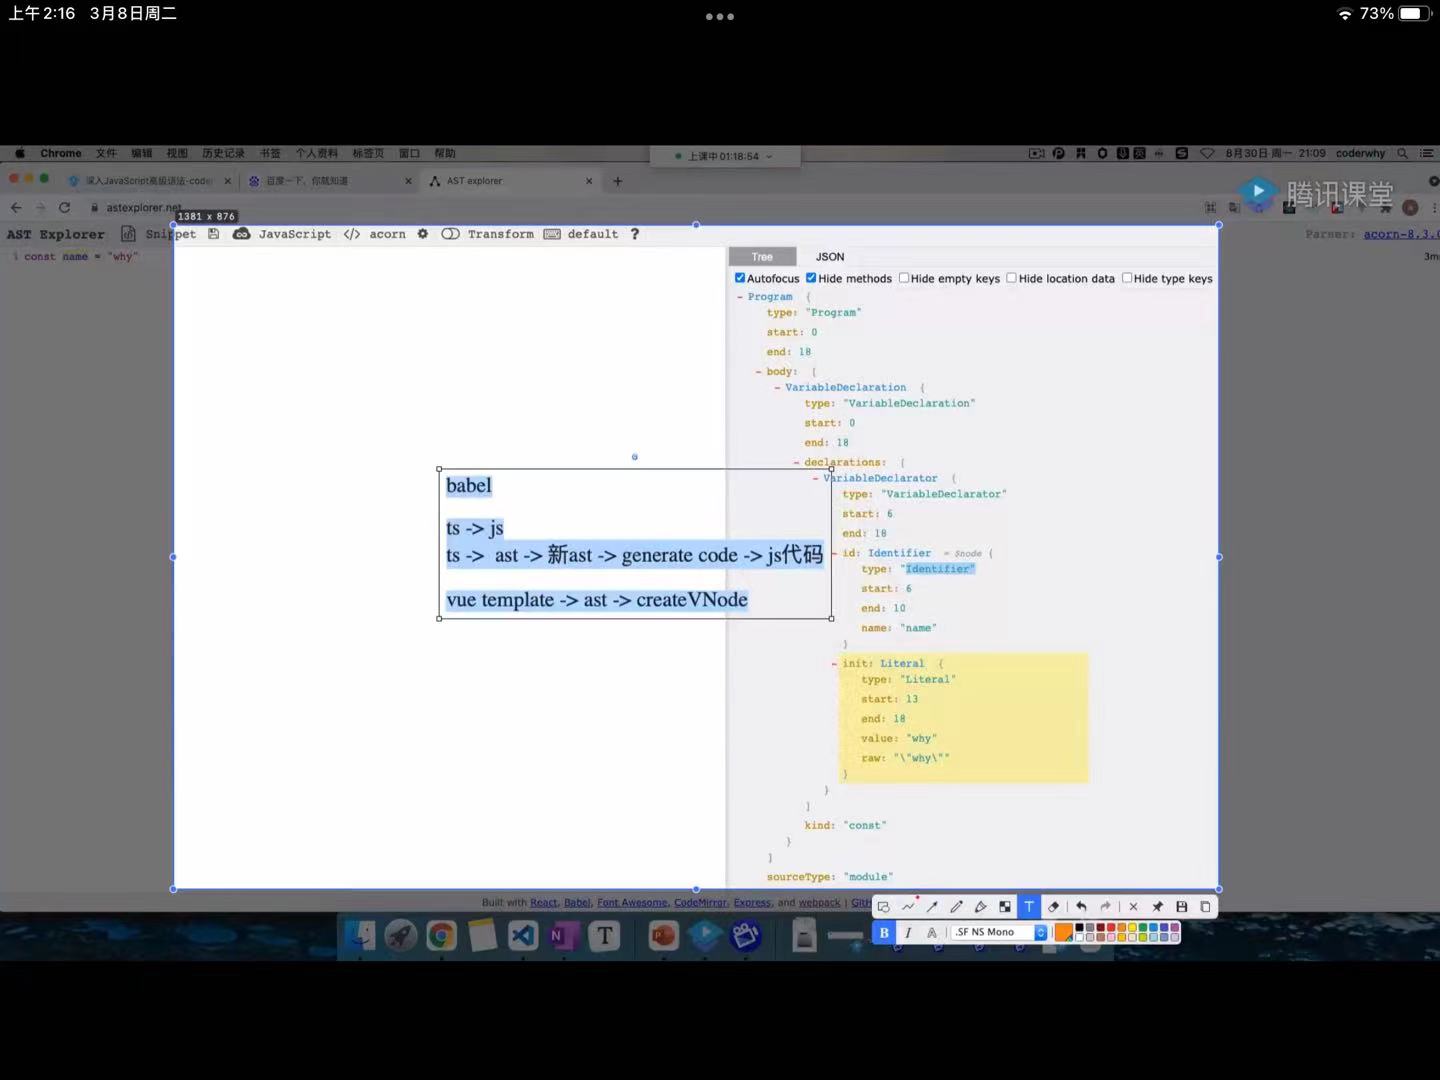 上午2:16 3月8日周二
73%
Chrome 文件 编辑 视图 历史记录 书签 个人资料 标签页 窗口 帮助
上课中 01:18:54
8月30日 周一 21:09 coderwhy
深入JavaScript高级语法-code
百度一下,你就知道
AST explorer
腾讯课堂
astexplorer.net
1381 x 876
AST Explorer Snippet JavaScript </> acorn Transform default ?
Parser: acorn-8.3.0
1 const name = "why"
3m
Tree JSON
Autofocus Hide methods Hide empty keys Hide location data Hide type keys
- Program {
type: "Program"
start: 0
end: 18
- body: [
- VariableDeclaration {
type: "VariableDeclaration"
start: 0
end: 18
- declarations: [
- VariableDeclarator {
type: "VariableDeclarator"
start: 6
end: 18
- id: Identifier = $node {
type: "Identifier"
start: 6
end: 10
name: "name"
}
- init: Literal {
type: "Literal"
start: 13
end: 18
value: "why"
raw: "\"why\""
}
}
]
kind: "const"
}
]
sourceType: "module"
babel
ts -> js
ts -> ast -> 新ast -> generate code -> js代码
vue template -> ast -> createVNode
Built with React, Babel, Font Awesome, CodeMirror, Express, and webpack | GitH
T
B I A .SF NS Mono